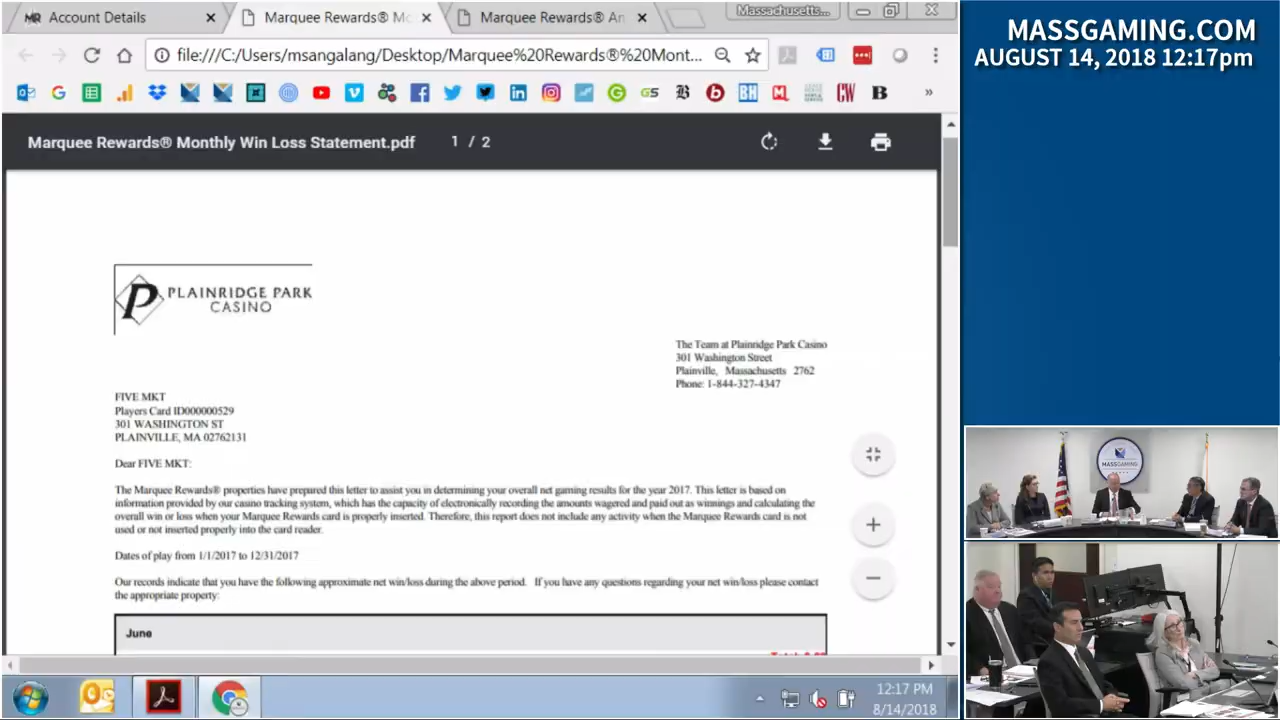 Account Details
Marquee Rewards® Mc
Marquee Rewards® An
Massachusetts...
file:///C:/Users/msangalang/Desktop/Marquee%20Rewards®%20Mont...
Marquee Rewards® Monthly Win Loss Statement.pdf
1 / 2
PLAINRIDGE PARK
CASINO
The Team at Plainridge Park Casino
301 Washington Street
Plainville, Massachusetts 2762
Phone: 1-844-327-4347
FIVE MKT
Players Card ID000000529
301 WASHINGTON ST
PLAINVILLE, MA 02762131
Dear FIVE MKT:
The Marquee Rewards® properties have prepared this letter to assist you in determining your overall net gaming results for the year 2017. This letter is based on
information provided by our casino tracking system, which has the capacity of electronically recording the amounts wagered and paid out as winnings and calculating the
overall win or loss when your Marquee Rewards card is properly inserted. Therefore, this report does not include any activity when the Marquee Rewards card is not
used or not inserted properly into the card reader.
Dates of play from 1/1/2017 to 12/31/2017
Our records indicate that you have the following approximate net win/loss during the above period. If you have any questions regarding your net win/loss please contact
the appropriate property:
June
12:17 PM
8/14/2018
MASSGAMING.COM
AUGUST 14, 2018 12:17pm
MASSGAMING